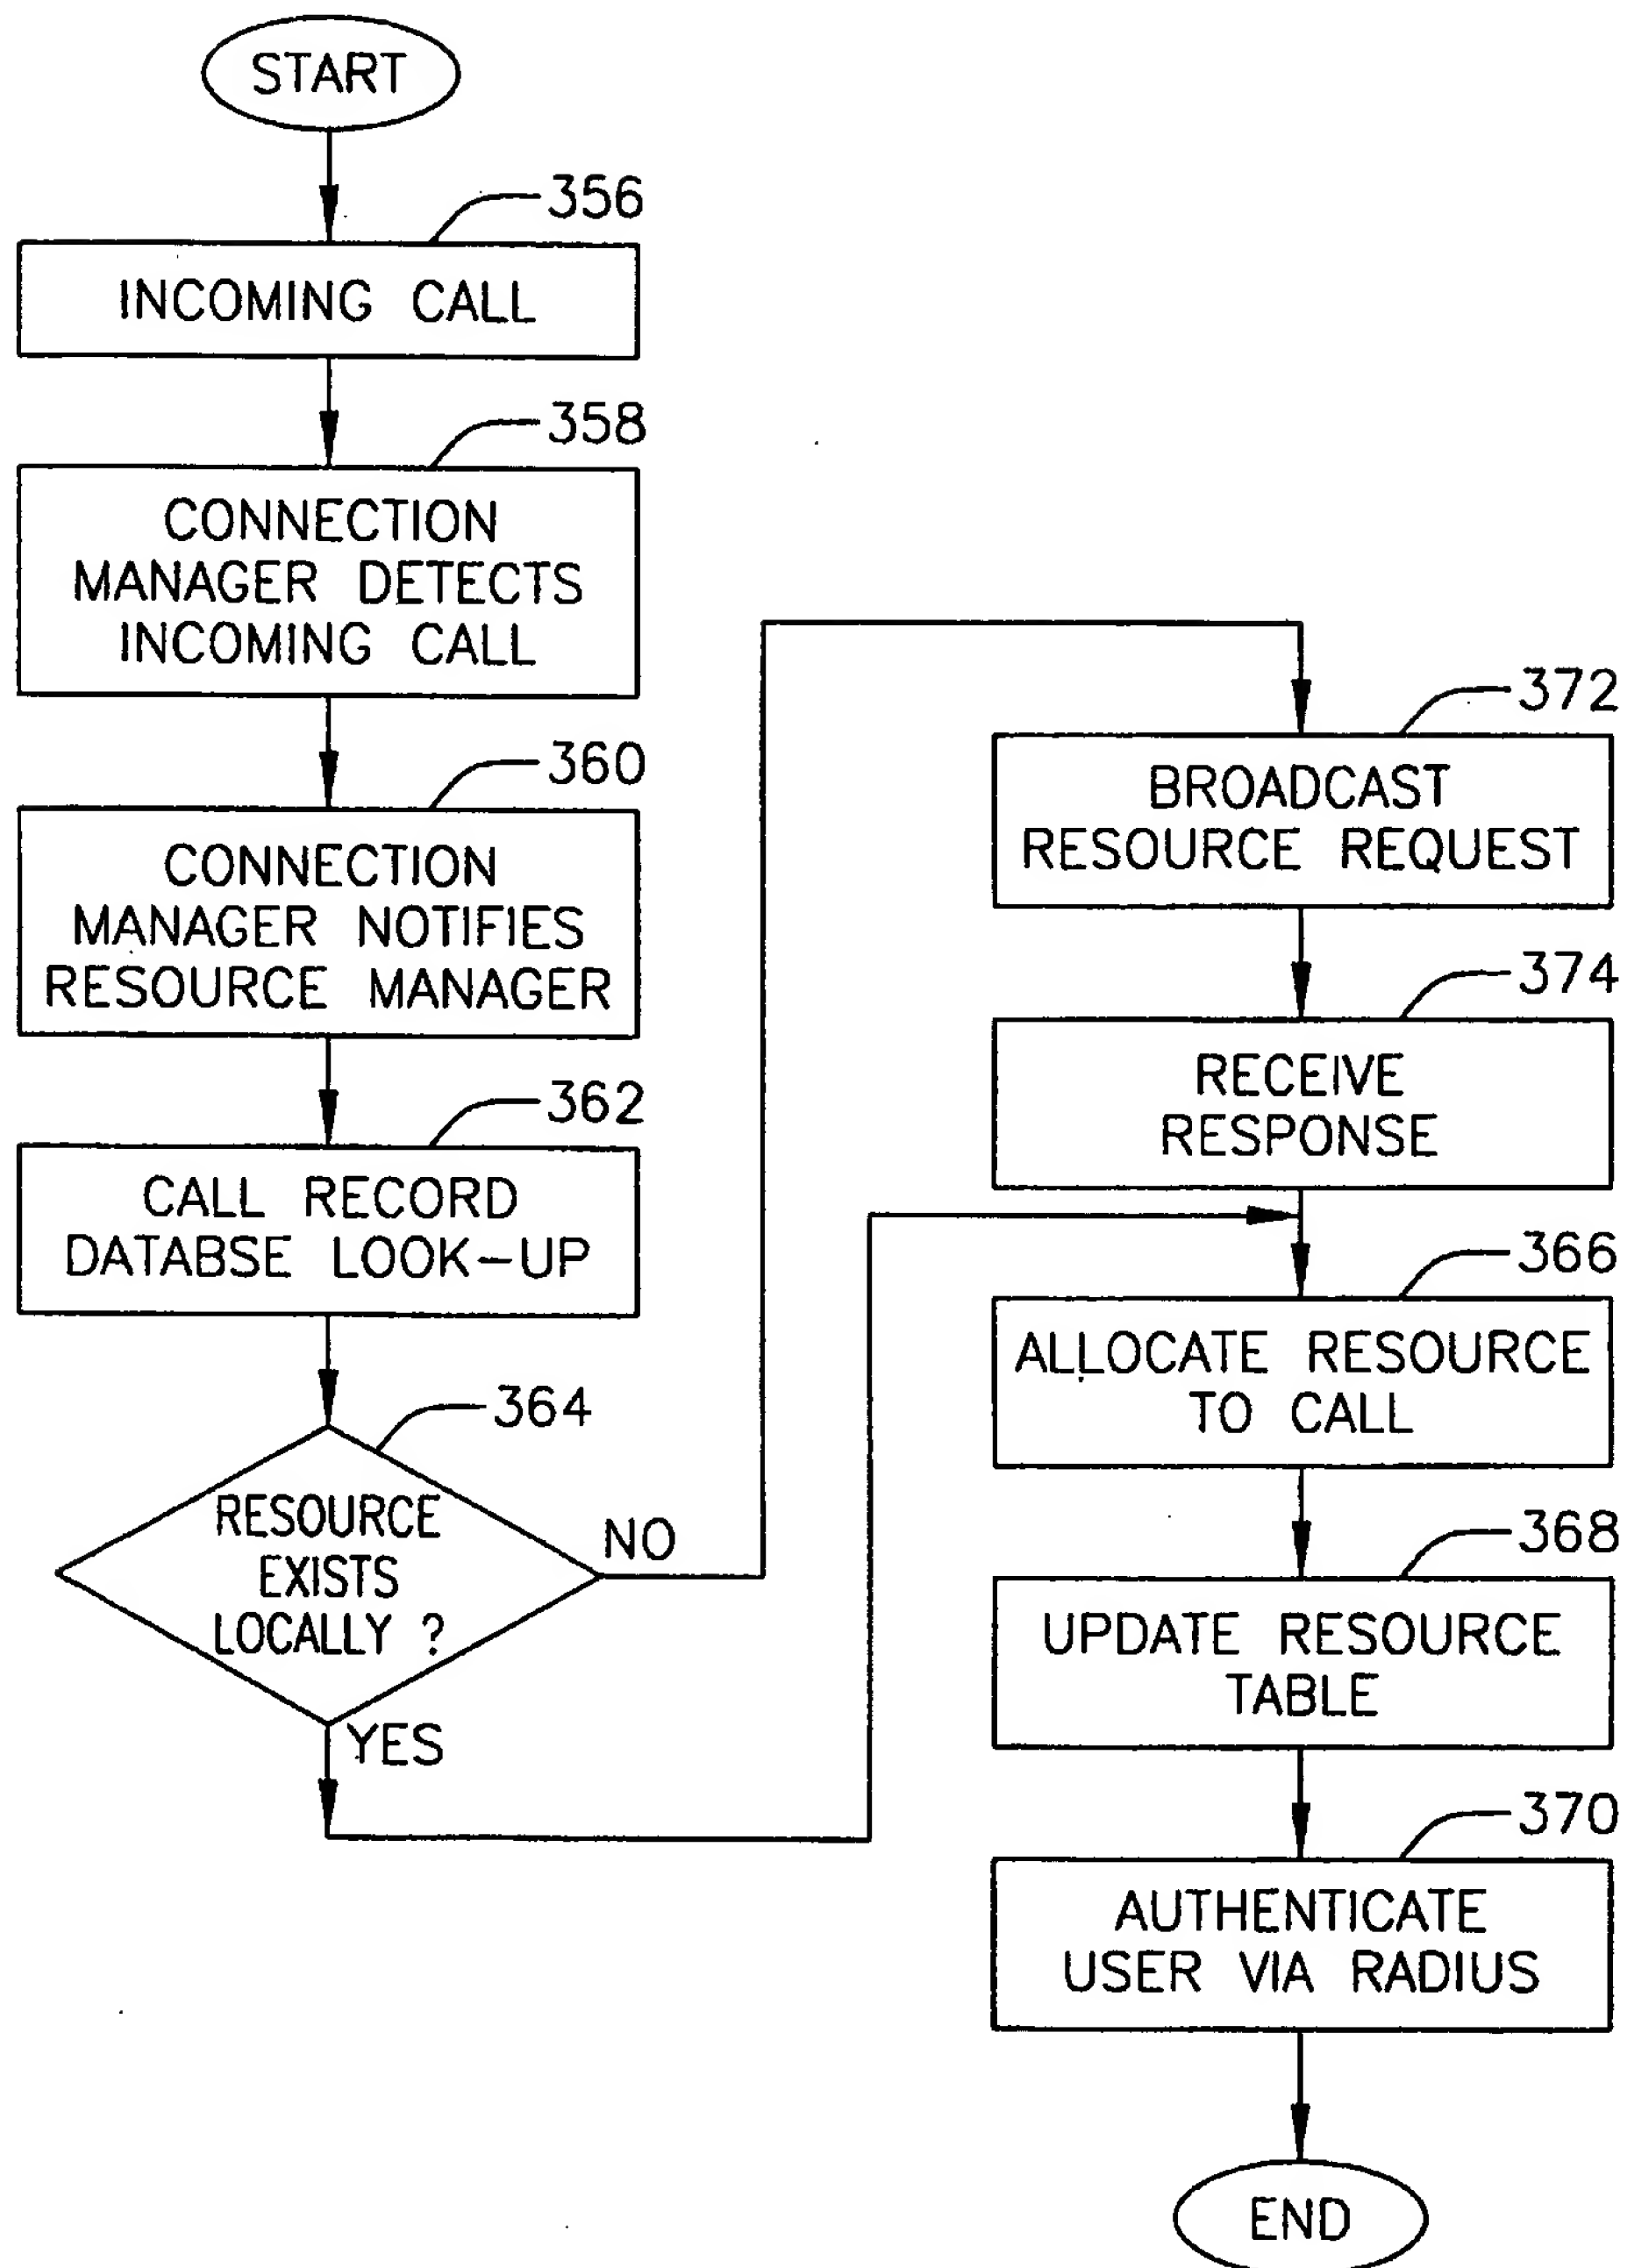 START
356
INCOMING CALL
358
CONNECTION
MANAGER DETECTS
INCOMING CALL
360
CONNECTION
MANAGER NOTIFIES
RESOURCE MANAGER
362
CALL RECORD
DATABSE LOOK-UP
364
RESOURCE
EXISTS
LOCALLY ?
NO
YES
372
BROADCAST
RESOURCE REQUEST
374
RECEIVE
RESPONSE
366
ALLOCATE RESOURCE
TO CALL
368
UPDATE RESOURCE
TABLE
370
AUTHENTICATE
USER VIA RADIUS
END